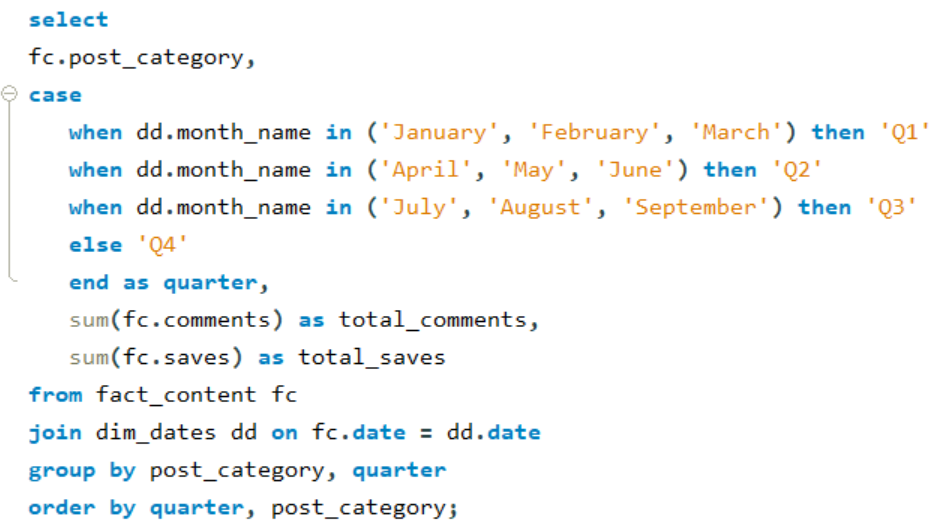 select
fc.post_category,
case
when dd.month_name in ('January', 'February', 'March') then 'Q1'
when dd.month_name in ('April', 'May', 'June') then 'Q2'
when dd.month_name in ('July', 'August', 'September') then 'Q3'
else 'Q4'
end as quarter,
sum(fc.comments) as total_comments,
sum(fc.saves) as total_saves
from fact_content fc
join dim_dates dd on fc.date = dd.date
group by post_category, quarter
order by quarter, post_category;